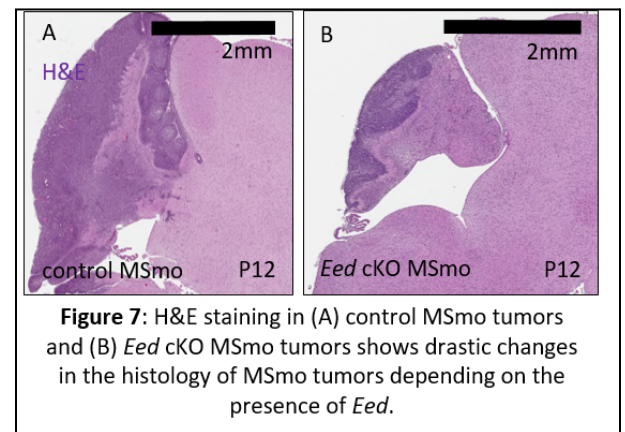 A
2mm
H&E
control MSmo P12
B
2mm
Eed cKO MSmo P12
Figure 7: H&E staining in (A) control MSmo tumors
and (B) Eed cKO MSmo tumors shows drastic changes
in the histology of MSmo tumors depending on the
presence of Eed.